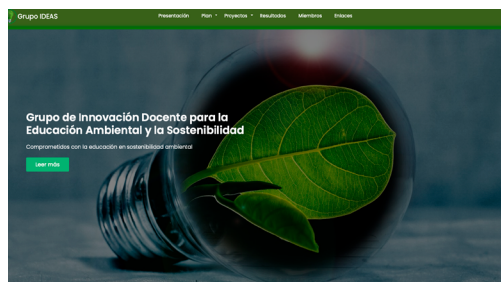 Grupo IDEAS
Presentación Plan Proyectos Resultados Miembros Enlaces
Grupo de Innovación Docente para la
Educación Ambiental y la Sostenibilidad
Comprometidos con la educación en sostenibilidad ambiental
Leer más